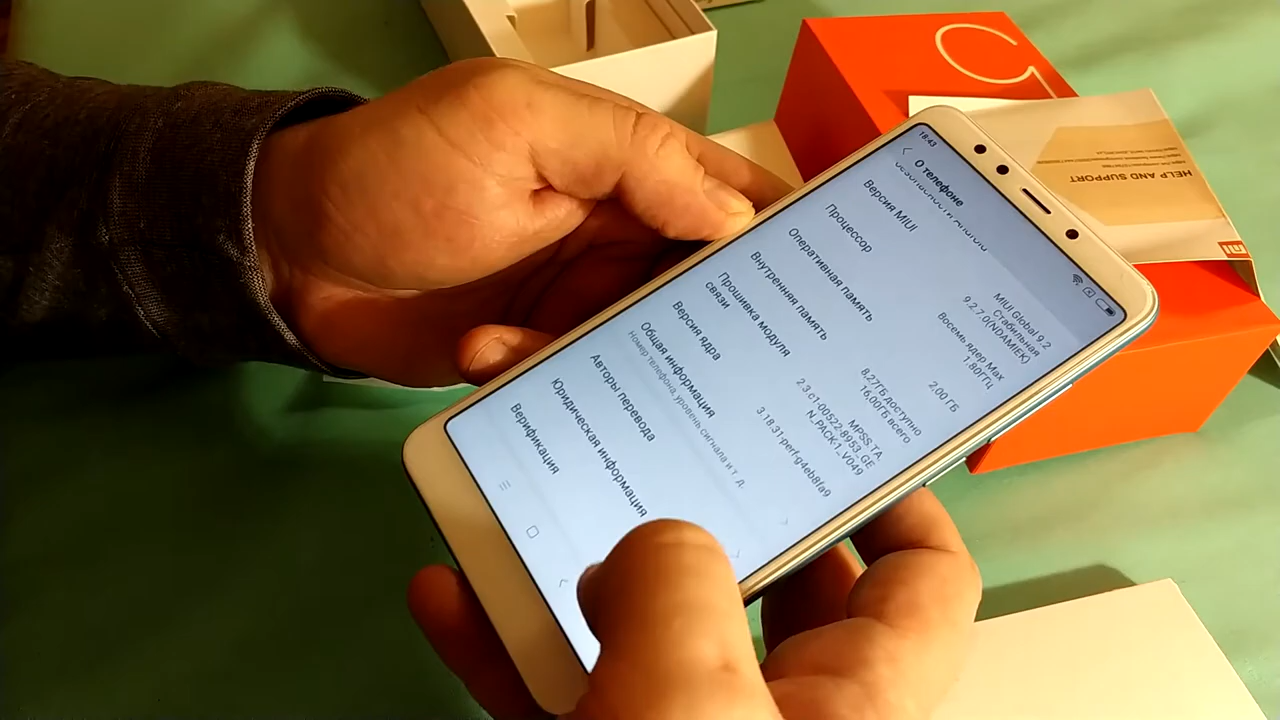 18:43
О телефоне
Версия MIUI
MIUI Global 9.2
Стабильная
9.2.7.0(NDAMIEK)
Процессор
Восемь ядер Max
1,80ГГц
Оперативная память
2,00 ГБ
Внутренняя память
8,27ГБ доступно
16,00ГБ всего
Прошивка модуля
связи
MPSS.TA
2.3.c1-00522-8953_GE
N_PACK-1_V049
Версия ядра
3.18.31-perf-g4eb8fa9
Общая информация
Номер телефона, уровень сигнала и т. д.
Авторы перевода
Юридическая информация
Верификация
5
HELP AND SUPPORT
MI